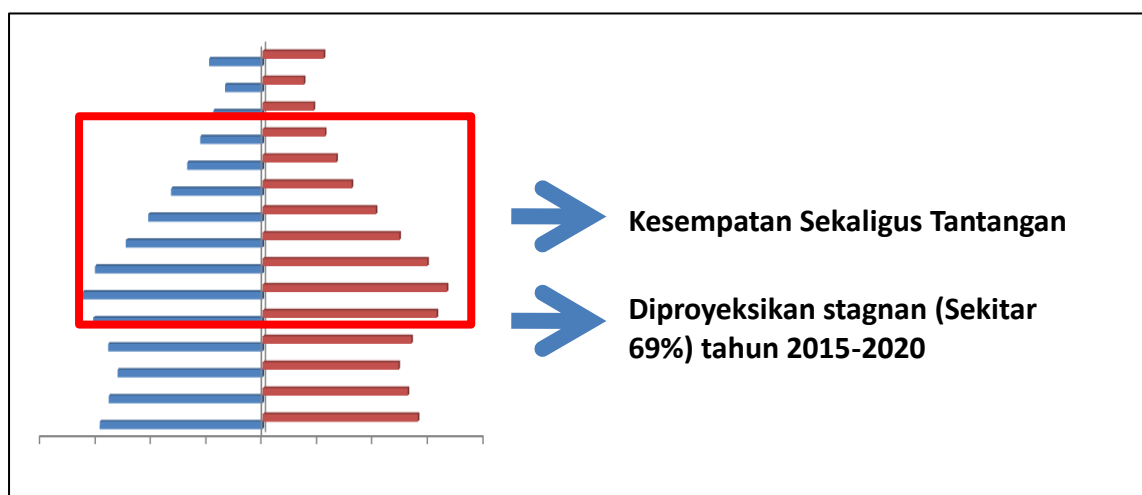 Kesempatan Sekaligus Tantangan
Diproyeksikan stagnan (Sekitar
69%) tahun 2015-2020